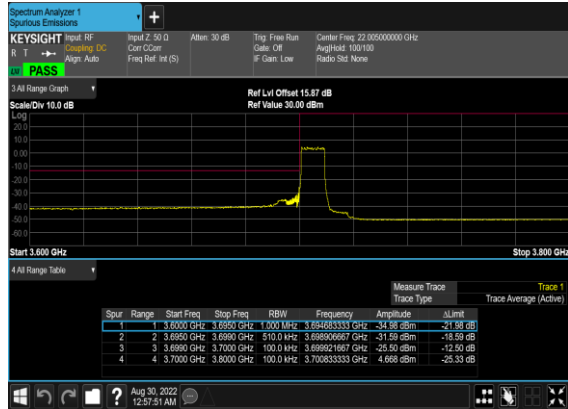 Spectrum Analyzer 1
Spurious Emissions
+
KEYSIGHT
R T
LV PASS
Input: RF
Coupling: DC
Align: Auto
Input Z: 50 Ω
Corr CCorr
Freq Ref: Int (S)
Atten: 30 dB
Trig: Free Run
Gate: Off
IF Gain: Low
Center Freq: 22.005000000 GHz
Avg|Hold: 100/100
Radio Std: None
3 All Range Graph
Scale/Div 10.0 dB
Ref Lvl Offset 15.87 dB
Ref Value 30.00 dBm
Log
20.0
10.0
0.00
-10.0
-20.0
-30.0
-40.0
-50.0
-60.0
Start 3.600 GHz
Stop 3.800 GHz
4 All Range Table
Measure Trace Trace 1
Trace Type Trace Average (Active)
Spur Range Start Freq Stop Freq RBW Frequency Amplitude ΔLimit
1 1 3.6000 GHz 3.6950 GHz 1.000 MHz 3.694683333 GHz -34.98 dBm -21.98 dB
2 2 3.6950 GHz 3.6990 GHz 510.0 kHz 3.698906667 GHz -31.59 dBm -18.59 dB
3 3 3.6990 GHz 3.7000 GHz 100.0 kHz 3.699921667 GHz -25.50 dBm -12.50 dB
4 4 3.7000 GHz 3.8000 GHz 100.0 kHz 3.700833333 GHz 4.668 dBm -25.33 dB
?
Aug 30, 2022
12:57:51 AM